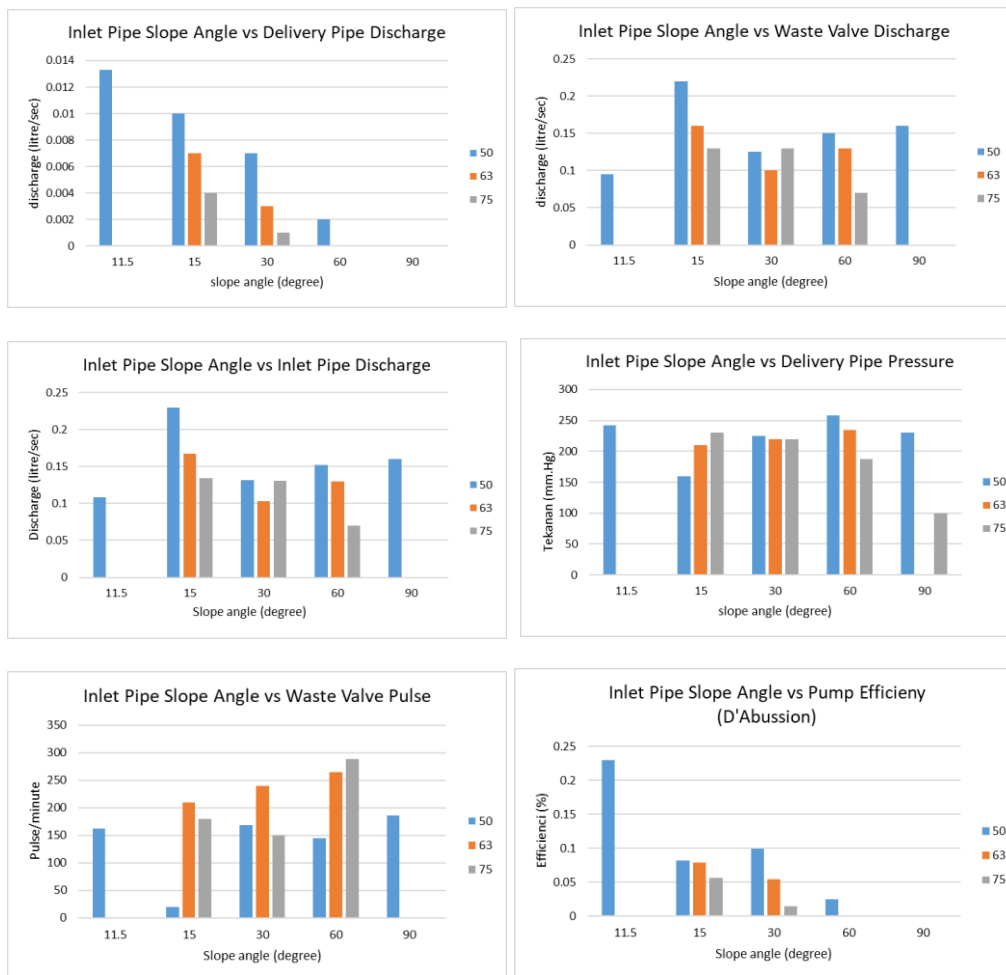 Inlet Pipe Slope Angle vs Delivery Pipe Discharge
discharge (litre/sec)
0.014
0.012
0.01
0.008
0.006
0.004
0.002
0
11.5 15 30 60 90
slope angle (degree)
50
63
75
Inlet Pipe Slope Angle vs Waste Valve Discharge
discharge (litre/sec)
0.25
0.2
0.15
0.1
0.05
0
11.5 15 30 60 90
slope angle (degree)
50
63
75
Inlet Pipe Slope Angle vs Inlet Pipe Discharge
Discharge (litre/sec)
0.25
0.2
0.15
0.1
0.05
0
11.5 15 30 60 90
Slope angle (degree)
50
63
75
Inlet Pipe Slope Angle vs Delivery Pipe Pressure
Tekanan (mm.Hg)
300
250
200
150
100
50
0
11.5 15 30 60 90
slope angle (degree)
50
63
75
Inlet Pipe Slope Angle vs Waste Valve Pulse
Pulse/minute
350
300
250
200
150
100
50
0
11.5 15 30 60 90
Slope angle (degree)
50
63
75
Inlet Pipe Slope Angle vs Pump Efficieny
(D'Abussion)
Efficienci (%)
0.25
0.2
0.15
0.1
0.05
0
11.5 15 30 60 90
Slope angle (degree)
50
63
75